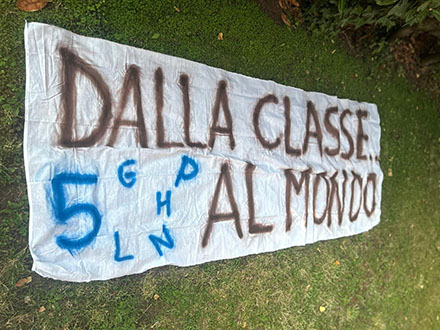 DALLA CLASSE..
5 G P
H
L N
AL MONDO